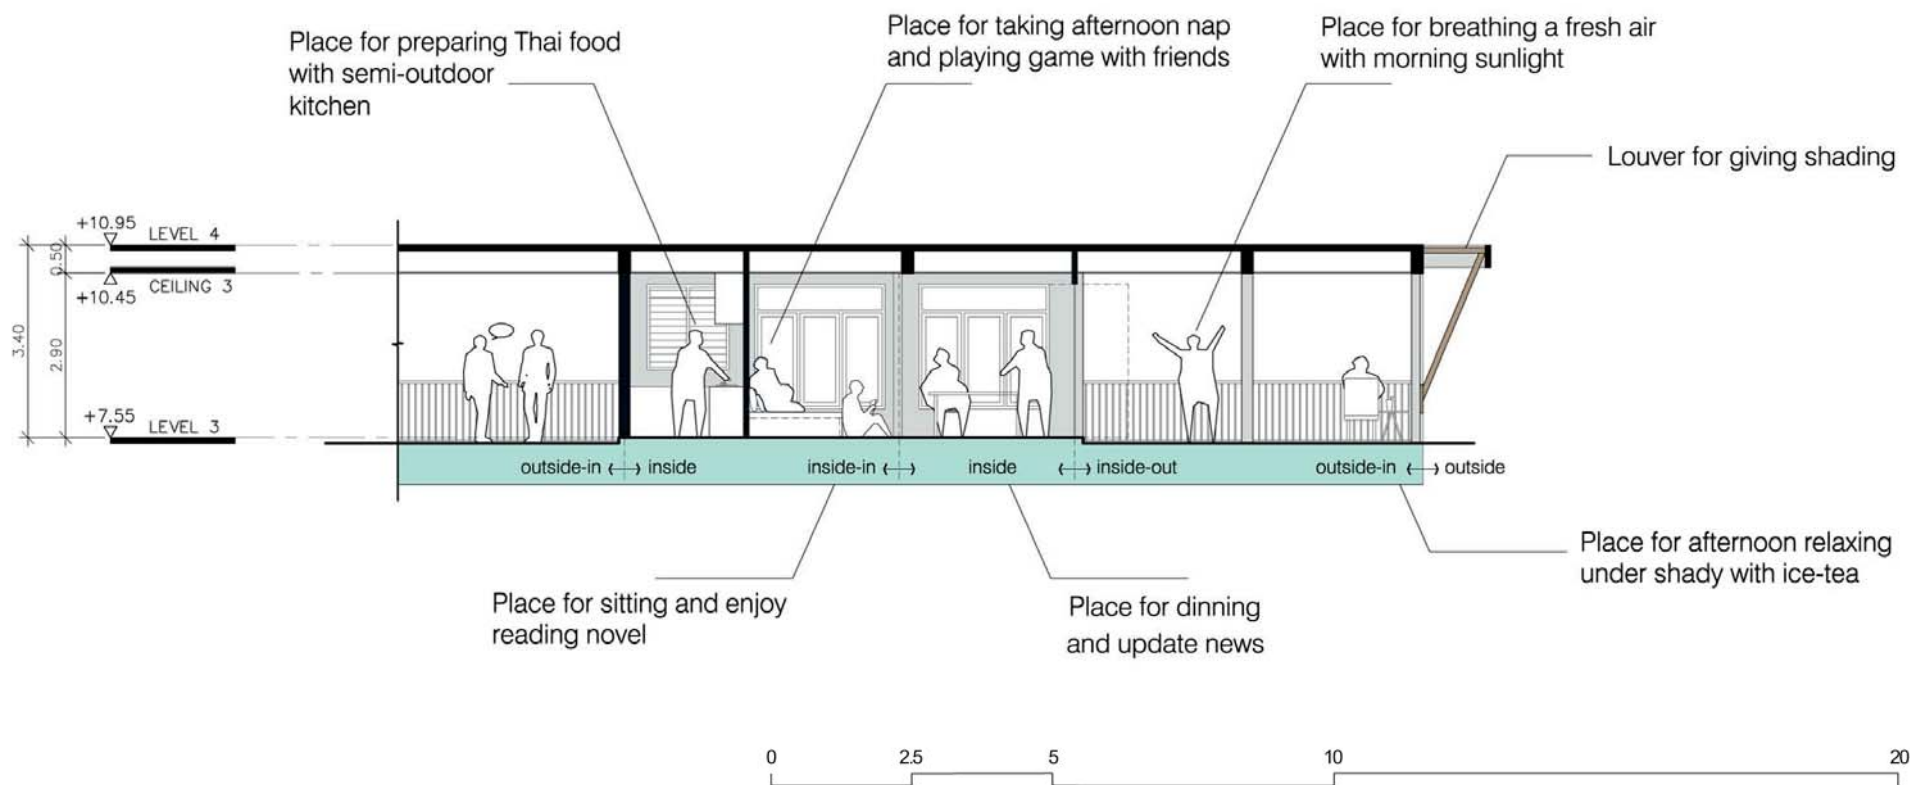 Place for preparing Thai food
with semi-outdoor
kitchen
Place for taking afternoon nap
and playing game with friends
Place for breathing a fresh air
with morning sunlight
Louver for giving shading
+10.95
LEVEL 4
0.50
CEILING 3
+10.45
3.40
2.90
+7.55
LEVEL 3
outside-in inside inside-in inside inside-out outside-in outside
Place for sitting and enjoy
reading novel
Place for dinning
and update news
Place for afternoon relaxing
under shady with ice-tea
0 2.5 5 10 20